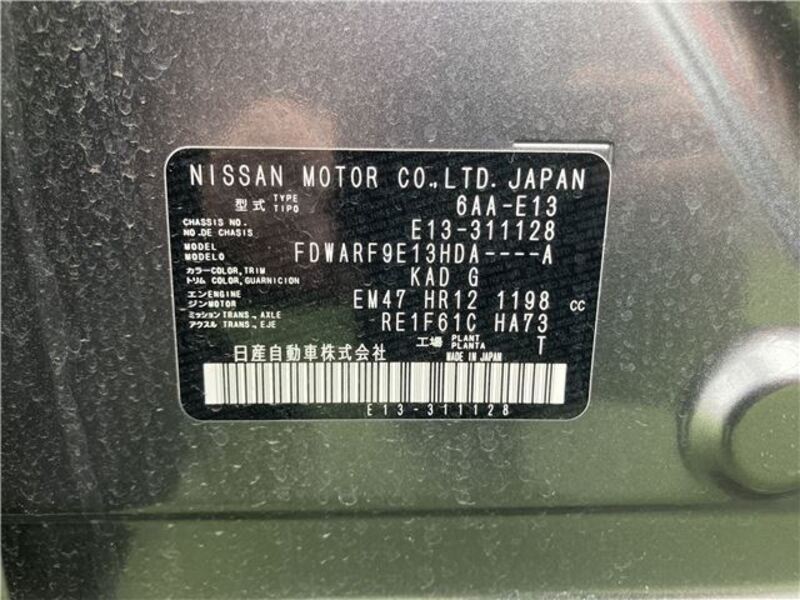 NISSAN MOTOR CO.,LTD. JAPAN
型式 TYPE TIPO 6AA-E13
CHASSIS NO. NO.DE CHASIS E13-311128
MODEL MODELO FDWARF9E13HDA----A
カラー COLOR,TRIM トリム COLOR,GUARNICION KAD G
エンジン ENGINE MOTOR EM47 HR12 1198 cc
ミッション TRANS.,AXLE アクスル TRANS.,EJE RE1F61C HA73
工場 PLANT PLANTA T
日産自動車株式会社 MADE IN JAPAN
E13-311128